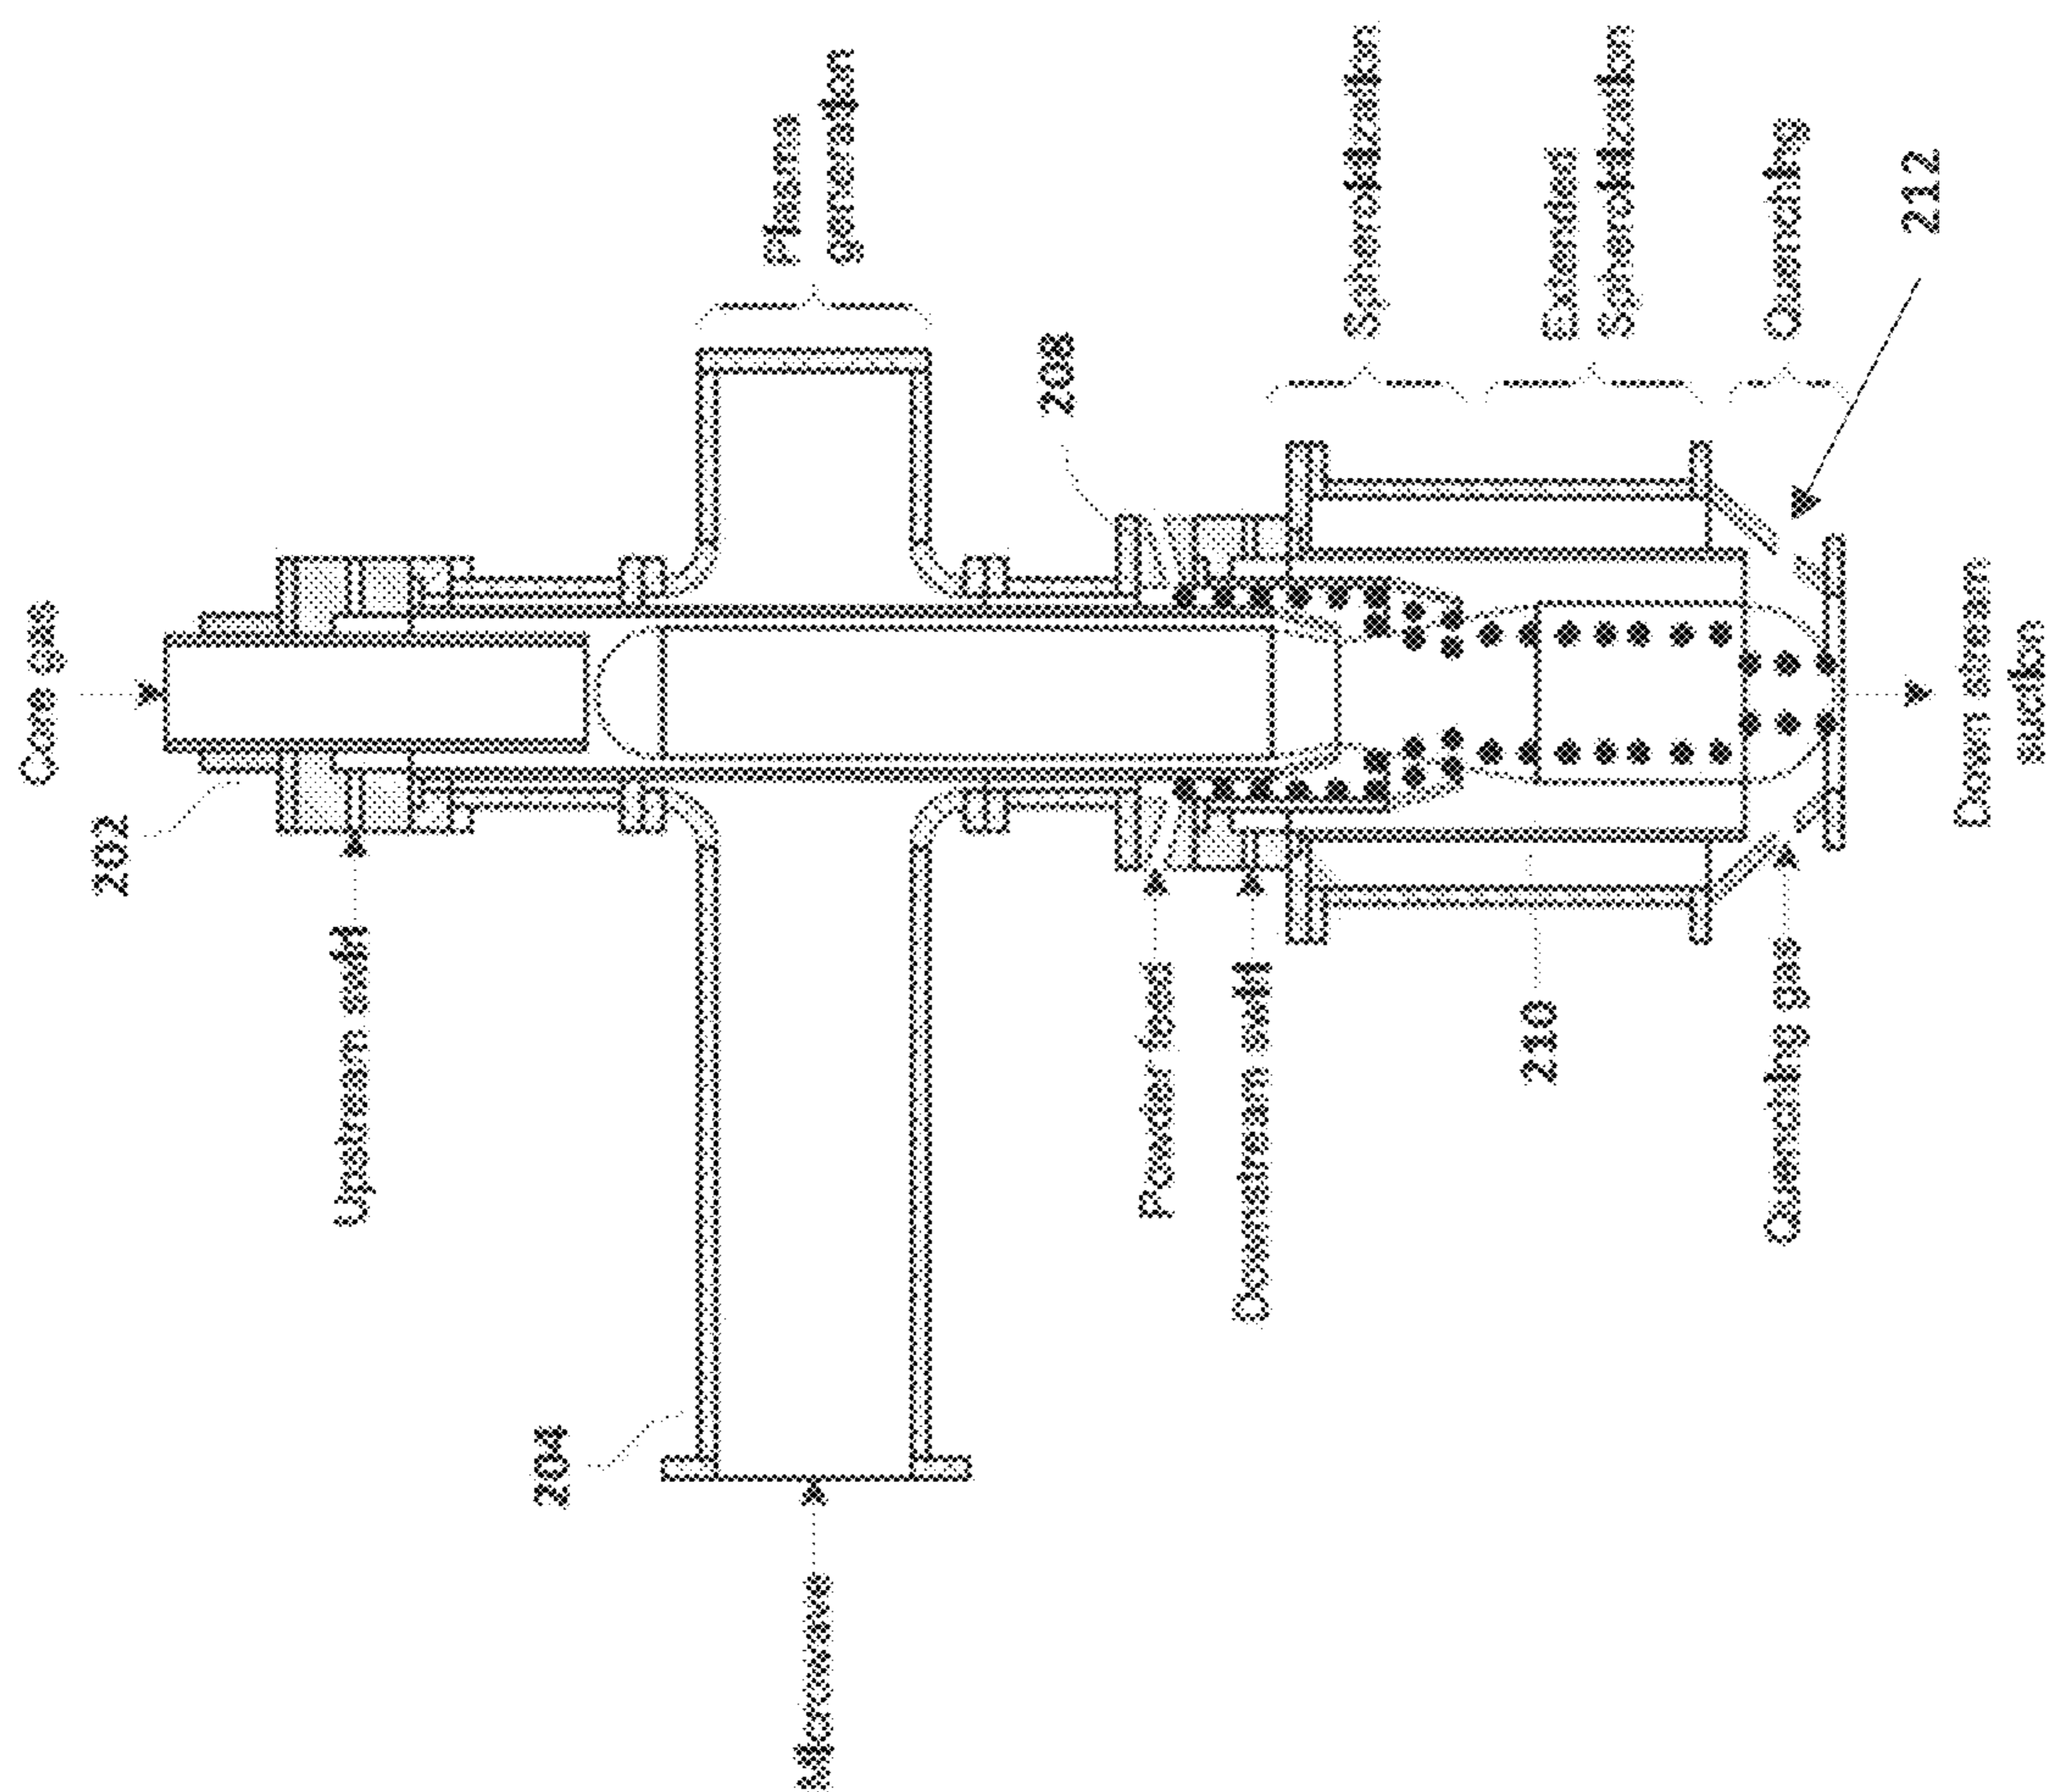 Core gas
202
Upstream swirl
Plasma
generation
204
Microwave
208
Powder feed
Downstream swirl
Spheroidization
Extended
Spheroidization
210
Quenching
Quenching gas
212
Down stream
suction